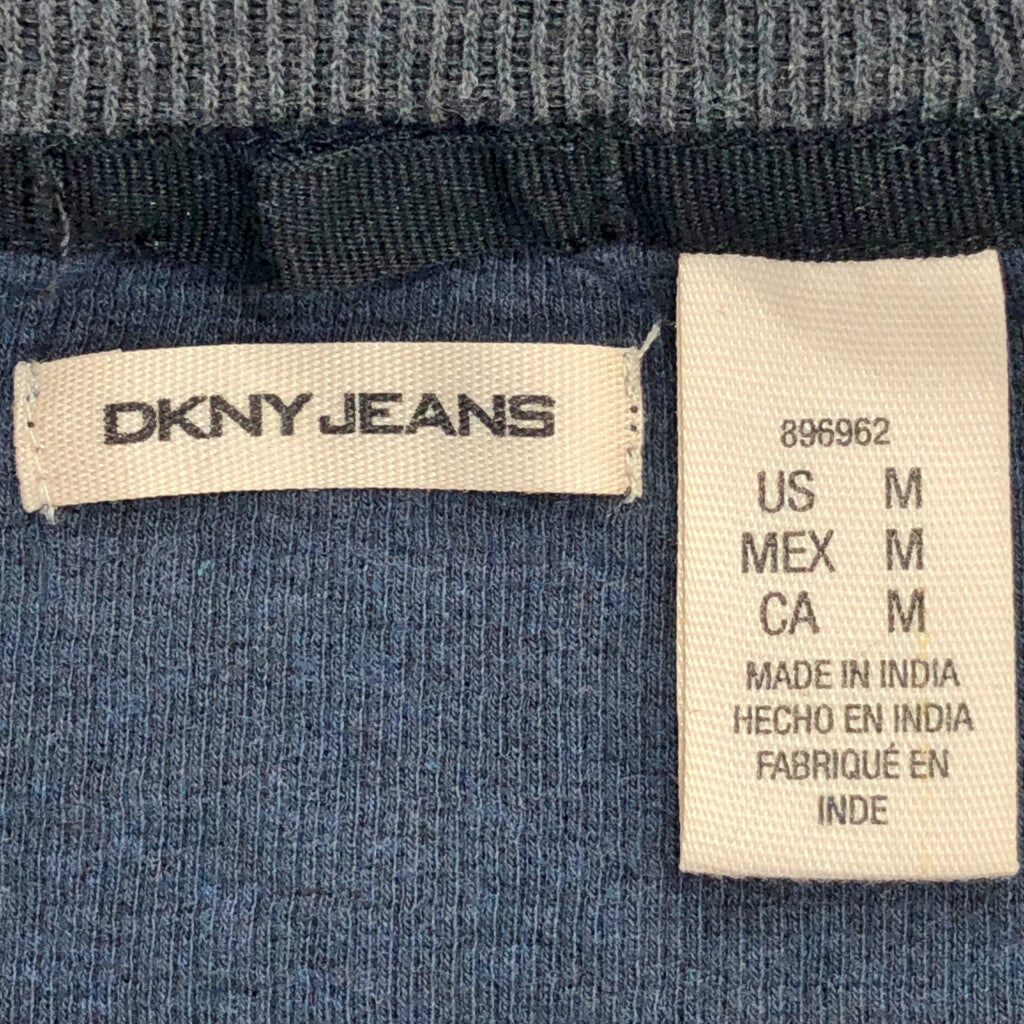 DKNY JEANS
896962
US M
MEX M
CA M
MADE IN INDIA
HECHO EN INDIA
FABRIQUÉ EN
INDE